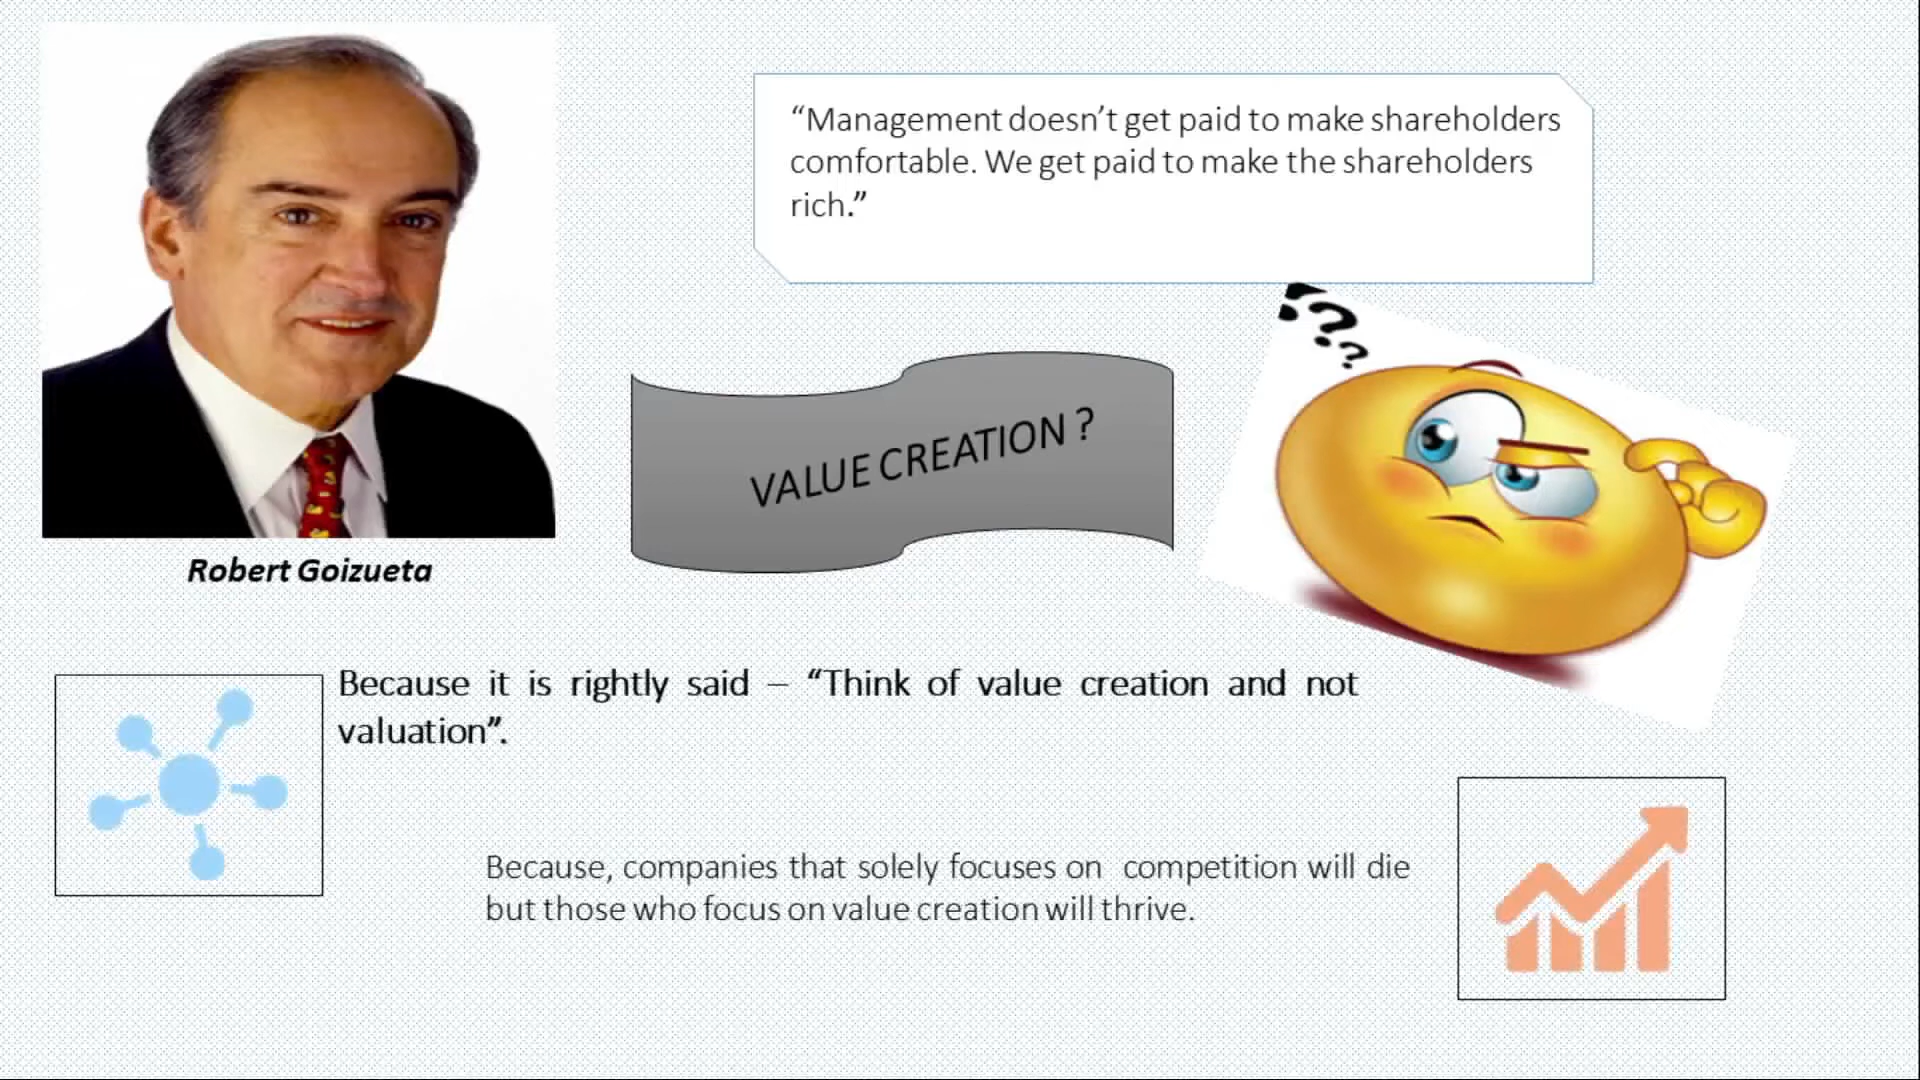 “Management doesn’t get paid to make shareholders
comfortable. We get paid to make the shareholders
rich.”
VALUE CREATION ?
Robert Goizueta
Because it is rightly said – “Think of value creation and not
valuation”.
Because, companies that solely focuses on competition will die
but those who focus on value creation will thrive.